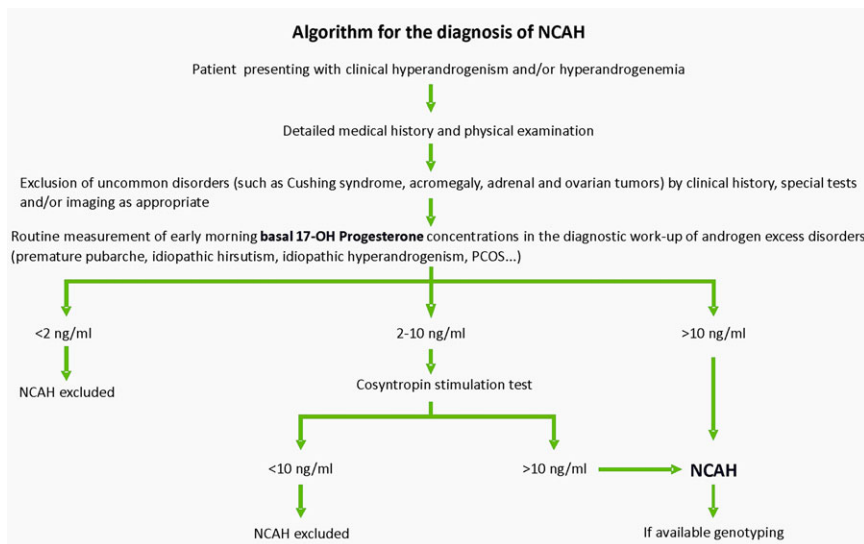 Algorithm for the diagnosis of NCAH
Patient presenting with clinical hyperandrogenism and/or hyperandrogenemia
Detailed medical history and physical examination
Exclusion of uncommon disorders (such as Cushing syndrome, acromegaly, adrenal and ovarian tumors) by clinical history, special tests
and/or imaging as appropriate
Routine measurement of early morning basal 17-OH Progesterone concentrations in the diagnostic work-up of androgen excess disorders
(premature pubarche, idiopathic hirsutism, idiopathic hyperandrogenism, PCOS...)
<2 ng/ml
2-10 ng/ml
>10 ng/ml
NCAH excluded
Cosyntropin stimulation test
<10 ng/ml
>10 ng/ml
NCAH
NCAH excluded
If available genotyping